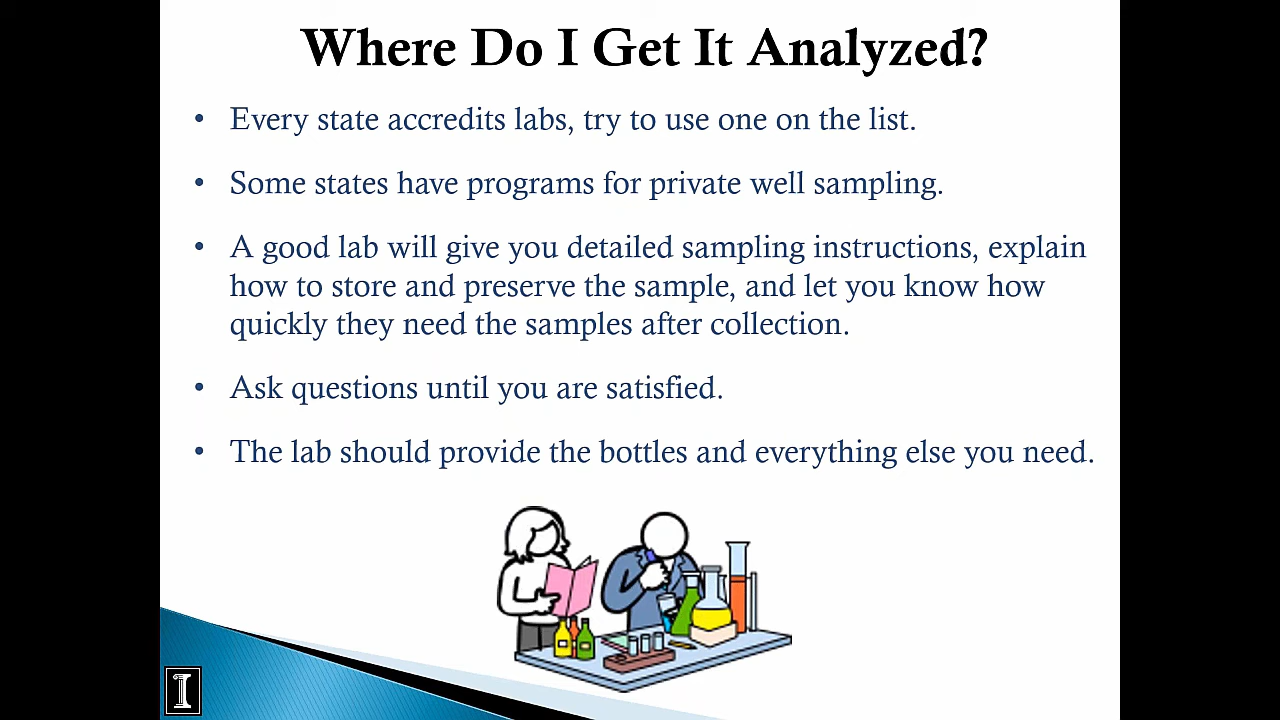 Where Do I Get It Analyzed?
• Every state accredits labs, try to use one on the list.
• Some states have programs for private well sampling.
• A good lab will give you detailed sampling instructions, explain
how to store and preserve the sample, and let you know how
quickly they need the samples after collection.
• Ask questions until you are satisfied.
• The lab should provide the bottles and everything else you need.
I